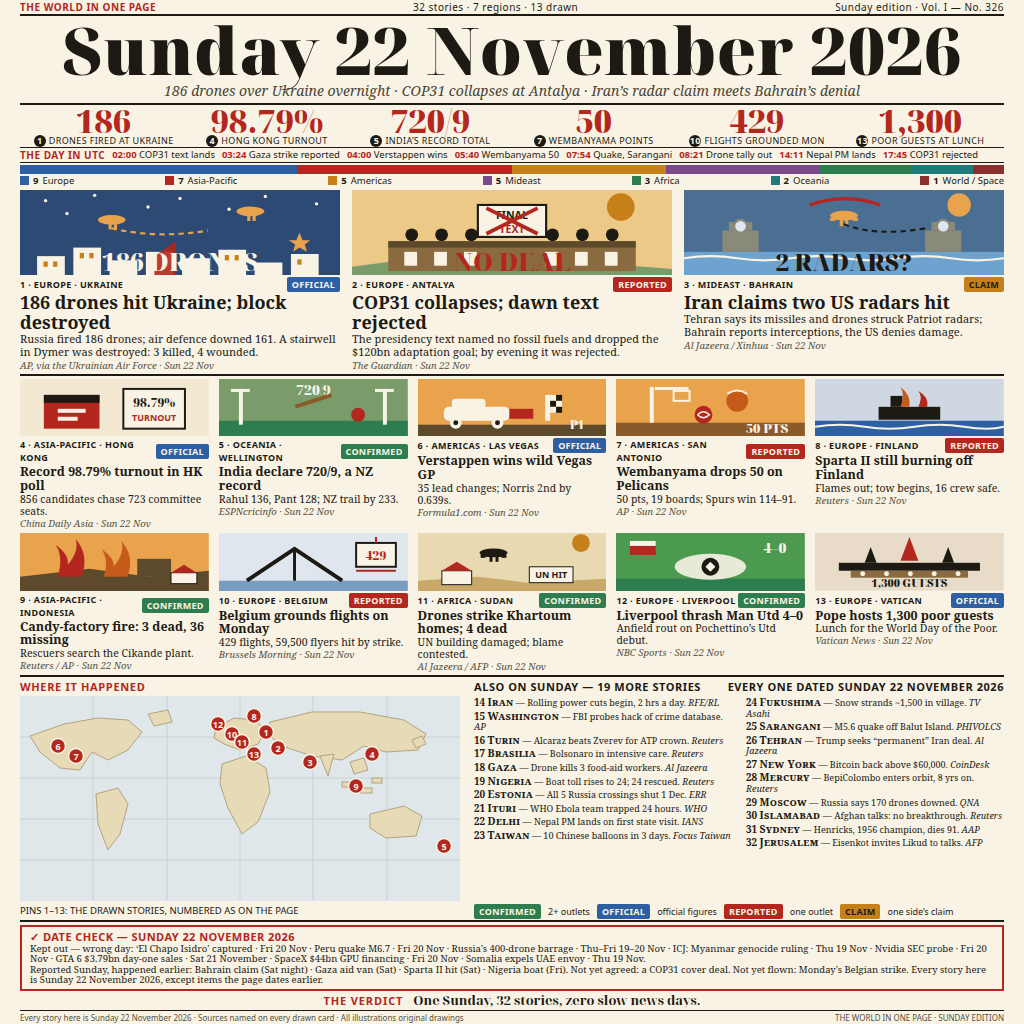 THE WORLD IN ONE PAGE
32 stories · 7 regions · 13 drawn
Sunday edition · Vol. I — No. 326
Sunday 22 November 2026
186 drones over Ukraine overnight · COP31 collapses at Antalya · Iran's radar claim meets Bahrain's denial
186
98.79%
720/9
50
429
1,300
1 DRONES FIRED AT UKRAINE
4 HONG KONG TURNOUT
5 INDIA'S RECORD TOTAL
7 WEMBANYAMA POINTS
10 FLIGHTS GROUNDED MON
13 POOR GUESTS AT LUNCH
THE DAY IN UTC 02:00 COP31 text lands 03:24 Gaza strike reported 04:00 Verstappen wins 05:40 Wembanyama 50 07:54 Quake, Sarangani 08:21 Drone tally out 14:11 Nepal PM lands 17:45 COP31 rejected
9 Europe
7 Asia-Pacific
5 Americas
5 Mideast
3 Africa
2 Oceania
1 World / Space
186 DRONES
1 · EUROPE · UKRAINE
OFFICIAL
186 drones hit Ukraine; block
destroyed
Russia fired 186 drones; air defence downed 161. A stairwell
in Dymer was destroyed: 3 killed, 4 wounded.
AP, via the Ukrainian Air Force · Sun 22 Nov
FINAL
TEXT
NO DEAL
2 · EUROPE · ANTALYA
REPORTED
COP31 collapses; dawn text
rejected
The presidency text named no fossil fuels and dropped the
$120bn adaptation goal; by evening it was rejected.
The Guardian · Sun 22 Nov
2 RADARS?
3 · MIDEAST · BAHRAIN
CLAIM
Iran claims two US radars hit
Tehran says its missiles and drones struck Patriot radars;
Bahrain reports interceptions, the US denies damage.
Al Jazeera / Xinhua · Sun 22 Nov
98.79%
TURNOUT
4 · ASIA-PACIFIC · HONG
KONG
OFFICIAL
Record 98.79% turnout in HK
poll
856 candidates chase 723 committee
seats.
China Daily Asia · Sun 22 Nov
720/9
5 · OCEANIA ·
WELLINGTON
CONFIRMED
India declare 720/9, a NZ
record
Rahul 136, Pant 128; NZ trail by 233.
ESPNcricinfo · Sun 22 Nov
P1
6 · AMERICAS · LAS VEGAS
OFFICIAL
Verstappen wins wild Vegas
GP
35 lead changes; Norris 2nd by
0.639s.
Formula1.com · Sun 22 Nov
50 PTS
7 · AMERICAS · SAN
ANTONIO
REPORTED
Wembanyama drops 50 on
Pelicans
50 pts, 19 boards; Spurs win 114–91.
AP · Sun 22 Nov
8 · EUROPE · FINLAND
REPORTED
Sparta II still burning off
Finland
Flames out; tow begins, 16 crew safe.
Reuters · Sun 22 Nov
9 · ASIA-PACIFIC ·
INDONESIA
CONFIRMED
Candy-factory fire: 3 dead, 36
missing
Rescuers search the Cikande plant.
Reuters / AP · Sun 22 Nov
429
10 · EUROPE · BELGIUM
REPORTED
Belgium grounds flights on
Monday
429 flights, 59,500 flyers hit by strike.
Brussels Morning · Sun 22 Nov
UN HIT
11 · AFRICA · SUDAN
CONFIRMED
Drones strike Khartoum
homes; 4 dead
UN building damaged; blame
contested.
Al Jazeera / AFP · Sun 22 Nov
4–0
12 · EUROPE · LIVERPOOL
CONFIRMED
Liverpool thrash Man Utd 4–0
Anfield rout on Pochettino's Utd
debut.
NBC Sports · Sun 22 Nov
1,300 GUESTS
13 · EUROPE · VATICAN
OFFICIAL
Pope hosts 1,300 poor guests
Lunch for the World Day of the Poor.
Vatican News · Sun 22 Nov
WHERE IT HAPPENED
12
8
10
11
1
2
13
3
4
6
7
9
5
PINS 1–13: THE DRAWN STORIES, NUMBERED AS ON THE PAGE
ALSO ON SUNDAY — 19 MORE STORIES
EVERY ONE DATED SUNDAY 22 NOVEMBER 2026
14 IRAN — Rolling power cuts begin, 2 hrs a day. RFE/RL
15 WASHINGTON — FBI probes hack of crime database.
AP
16 TURIN — Alcaraz beats Zverev for ATP crown. Reuters
17 BRASILIA — Bolsonaro in intensive care. Reuters
18 GAZA — Drone kills 3 food-aid workers. Al Jazeera
19 NIGERIA — Boat toll rises to 24; 24 rescued. Reuters
20 ESTONIA — All 5 Russia crossings shut 1 Dec. ERR
21 ITURI — WHO Ebola team trapped 24 hours. WHO
22 DELHI — Nepal PM lands on first state visit. IANS
23 TAIWAN — 10 Chinese balloons in 3 days. Focus Taiwan
24 FUKUSHIMA — Snow strands ~1,500 in village. TV
Asahi
25 SARANGANI — M5.6 quake off Balut Island. PHIVOLCS
26 TEHRAN — Trump seeks “permanent” Iran deal. Al
Jazeera
27 NEW YORK — Bitcoin back above $60,000. CoinDesk
28 MERCURY — BepiColombo enters orbit, 8 yrs on.
Reuters
29 MOSCOW — Russia says 170 drones downed. QNA
30 ISLAMABAD — Afghan talks: no breakthrough. Reuters
31 SYDNEY — Henricks, 1956 champion, dies 91. AAP
32 JERUSALEM — Eisenkot invites Likud to talks. AFP
CONFIRMED 2+ outlets OFFICIAL official figures REPORTED one outlet CLAIM one side's claim
✓ DATE CHECK — SUNDAY 22 NOVEMBER 2026
Kept out — wrong day: ‘El Chapo Isidro’ captured · Fri 20 Nov · Peru quake M6.7 · Fri 20 Nov · Russia's 400-drone barrage · Thu–Fri 19–20 Nov · ICJ: Myanmar genocide ruling · Thu 19 Nov · Nvidia SEC probe · Fri 20
Nov · GTA 6 $3.79bn day-one sales · Sat 21 November · SpaceX $44bn GPU financing · Fri 20 Nov · Somalia expels UAE envoy · Thu 19 Nov.
Reported Sunday, happened earlier: Bahrain claim (Sat night) · Gaza aid van (Sat) · Sparta II hit (Sat) · Nigeria boat (Fri). Not yet agreed: a COP31 cover deal. Not yet flown: Monday's Belgian strike. Every story here
is Sunday 22 November 2026, except items the page dates earlier.
THE VERDICT One Sunday, 32 stories, zero slow news days.
Every story here is Sunday 22 November 2026 · Sources named on every drawn card · All illustrations original drawings
THE WORLD IN ONE PAGE · SUNDAY EDITION